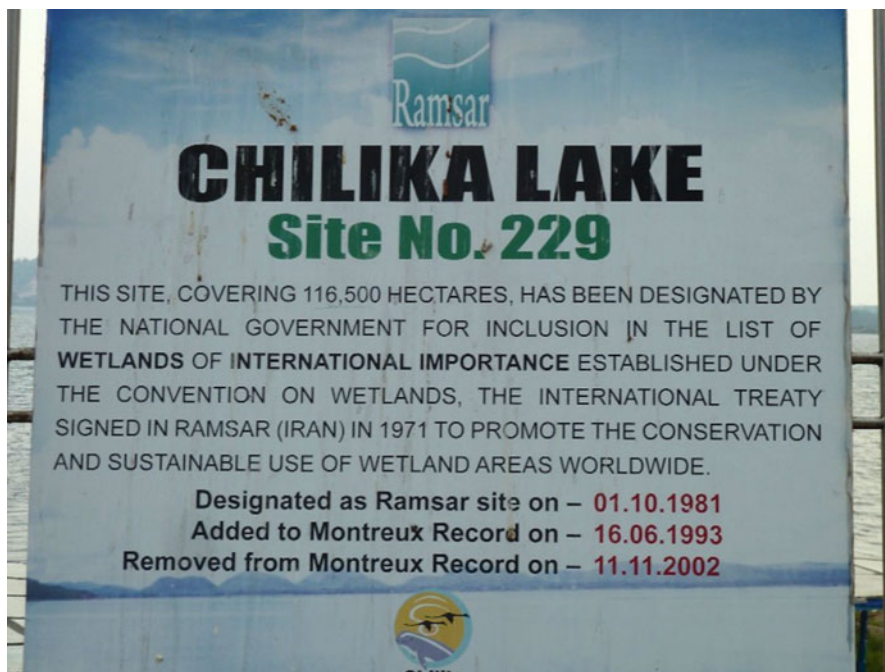 Ramsar
CHILIKA LAKE
Site No. 229
THIS SITE, COVERING 116,500 HECTARES, HAS BEEN DESIGNATED BY
THE NATIONAL GOVERNMENT FOR INCLUSION IN THE LIST OF
WETLANDS OF INTERNATIONAL IMPORTANCE ESTABLISHED UNDER
THE CONVENTION ON WETLANDS, THE INTERNATIONAL TREATY
SIGNED IN RAMSAR (IRAN) IN 1971 TO PROMOTE THE CONSERVATION
AND SUSTAINABLE USE OF WETLAND AREAS WORLDWIDE.
Designated as Ramsar site on – 01.10.1981
Added to Montreux Record on – 16.06.1993
Removed from Montreux Record on – 11.11.2002